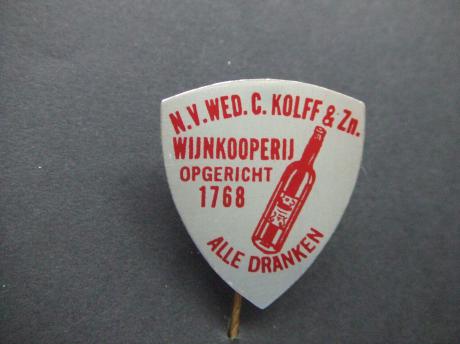 N.V. WED. C. KOLFF & Zn.
WIJNKOOPERIJ
OPGERICHT
1768
ALLE DRANKEN